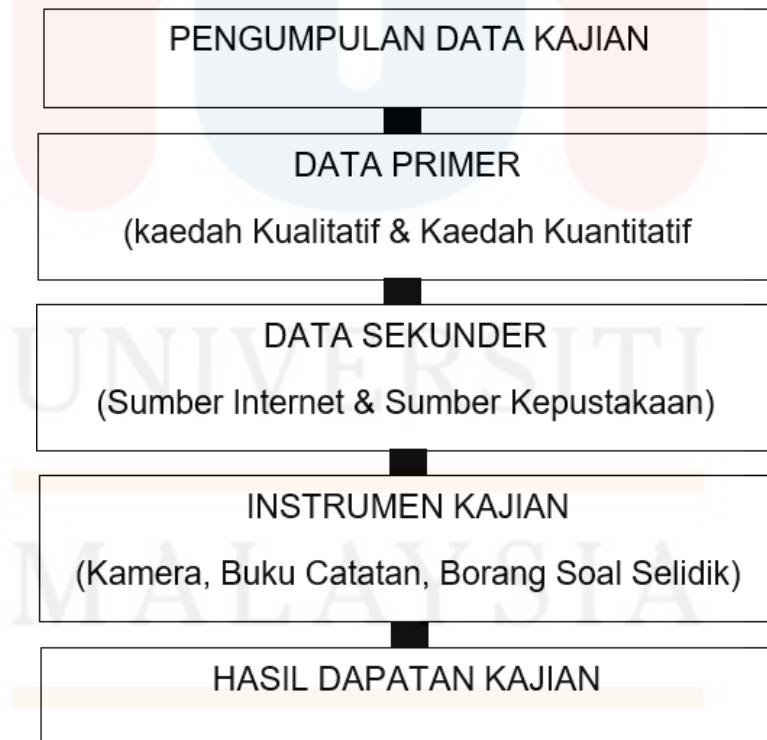 PENGUMPULAN DATA KAJIAN
DATA PRIMER
(kaedah Kualitatif & Kaedah Kuantitatif
UNIVERSITI
DATA SEKUNDER
(Sumber Internet & Sumber Kepustakaan)
INSTRUMEN KAJIAN
(Kamera, Buku Catatan, Borang Soal Selidik)
MALAYSIA
HASIL DAPATAN KAJIAN